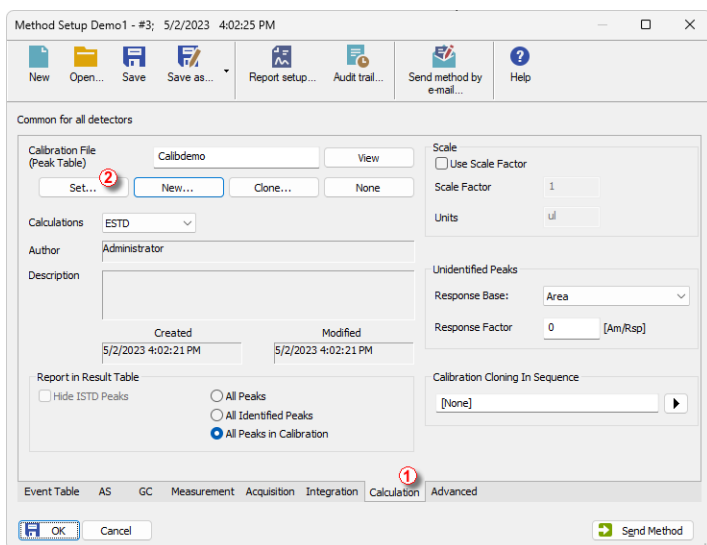 Method Setup Demo1 - #3;   5/2/2023   4:02:25 PM
New
Open...
Save
Save as...
Report setup...
Audit trail...
Send method by
e-mail...
Help
Common for all detectors
Calibration File
(Peak Table)
Calibdemo
View
Set...
2
New...
Clone...
None
Calculations
ESTD
Author
Administrator
Description
Created
Modified
5/2/2023 4:02:21 PM
5/2/2023 4:02:21 PM
Report in Result Table
Hide ISTD Peaks
All Peaks
All Identified Peaks
All Peaks in Calibration
Scale
Use Scale Factor
Scale Factor
1
Units
ul
Unidentified Peaks
Response Base:
Area
Response Factor
0
[Am/Rsp]
Calibration Cloning In Sequence
[None]
1
Event Table   AS   GC   Measurement   Acquisition   Integration   Calculation   Advanced
OK
Cancel
Send Method